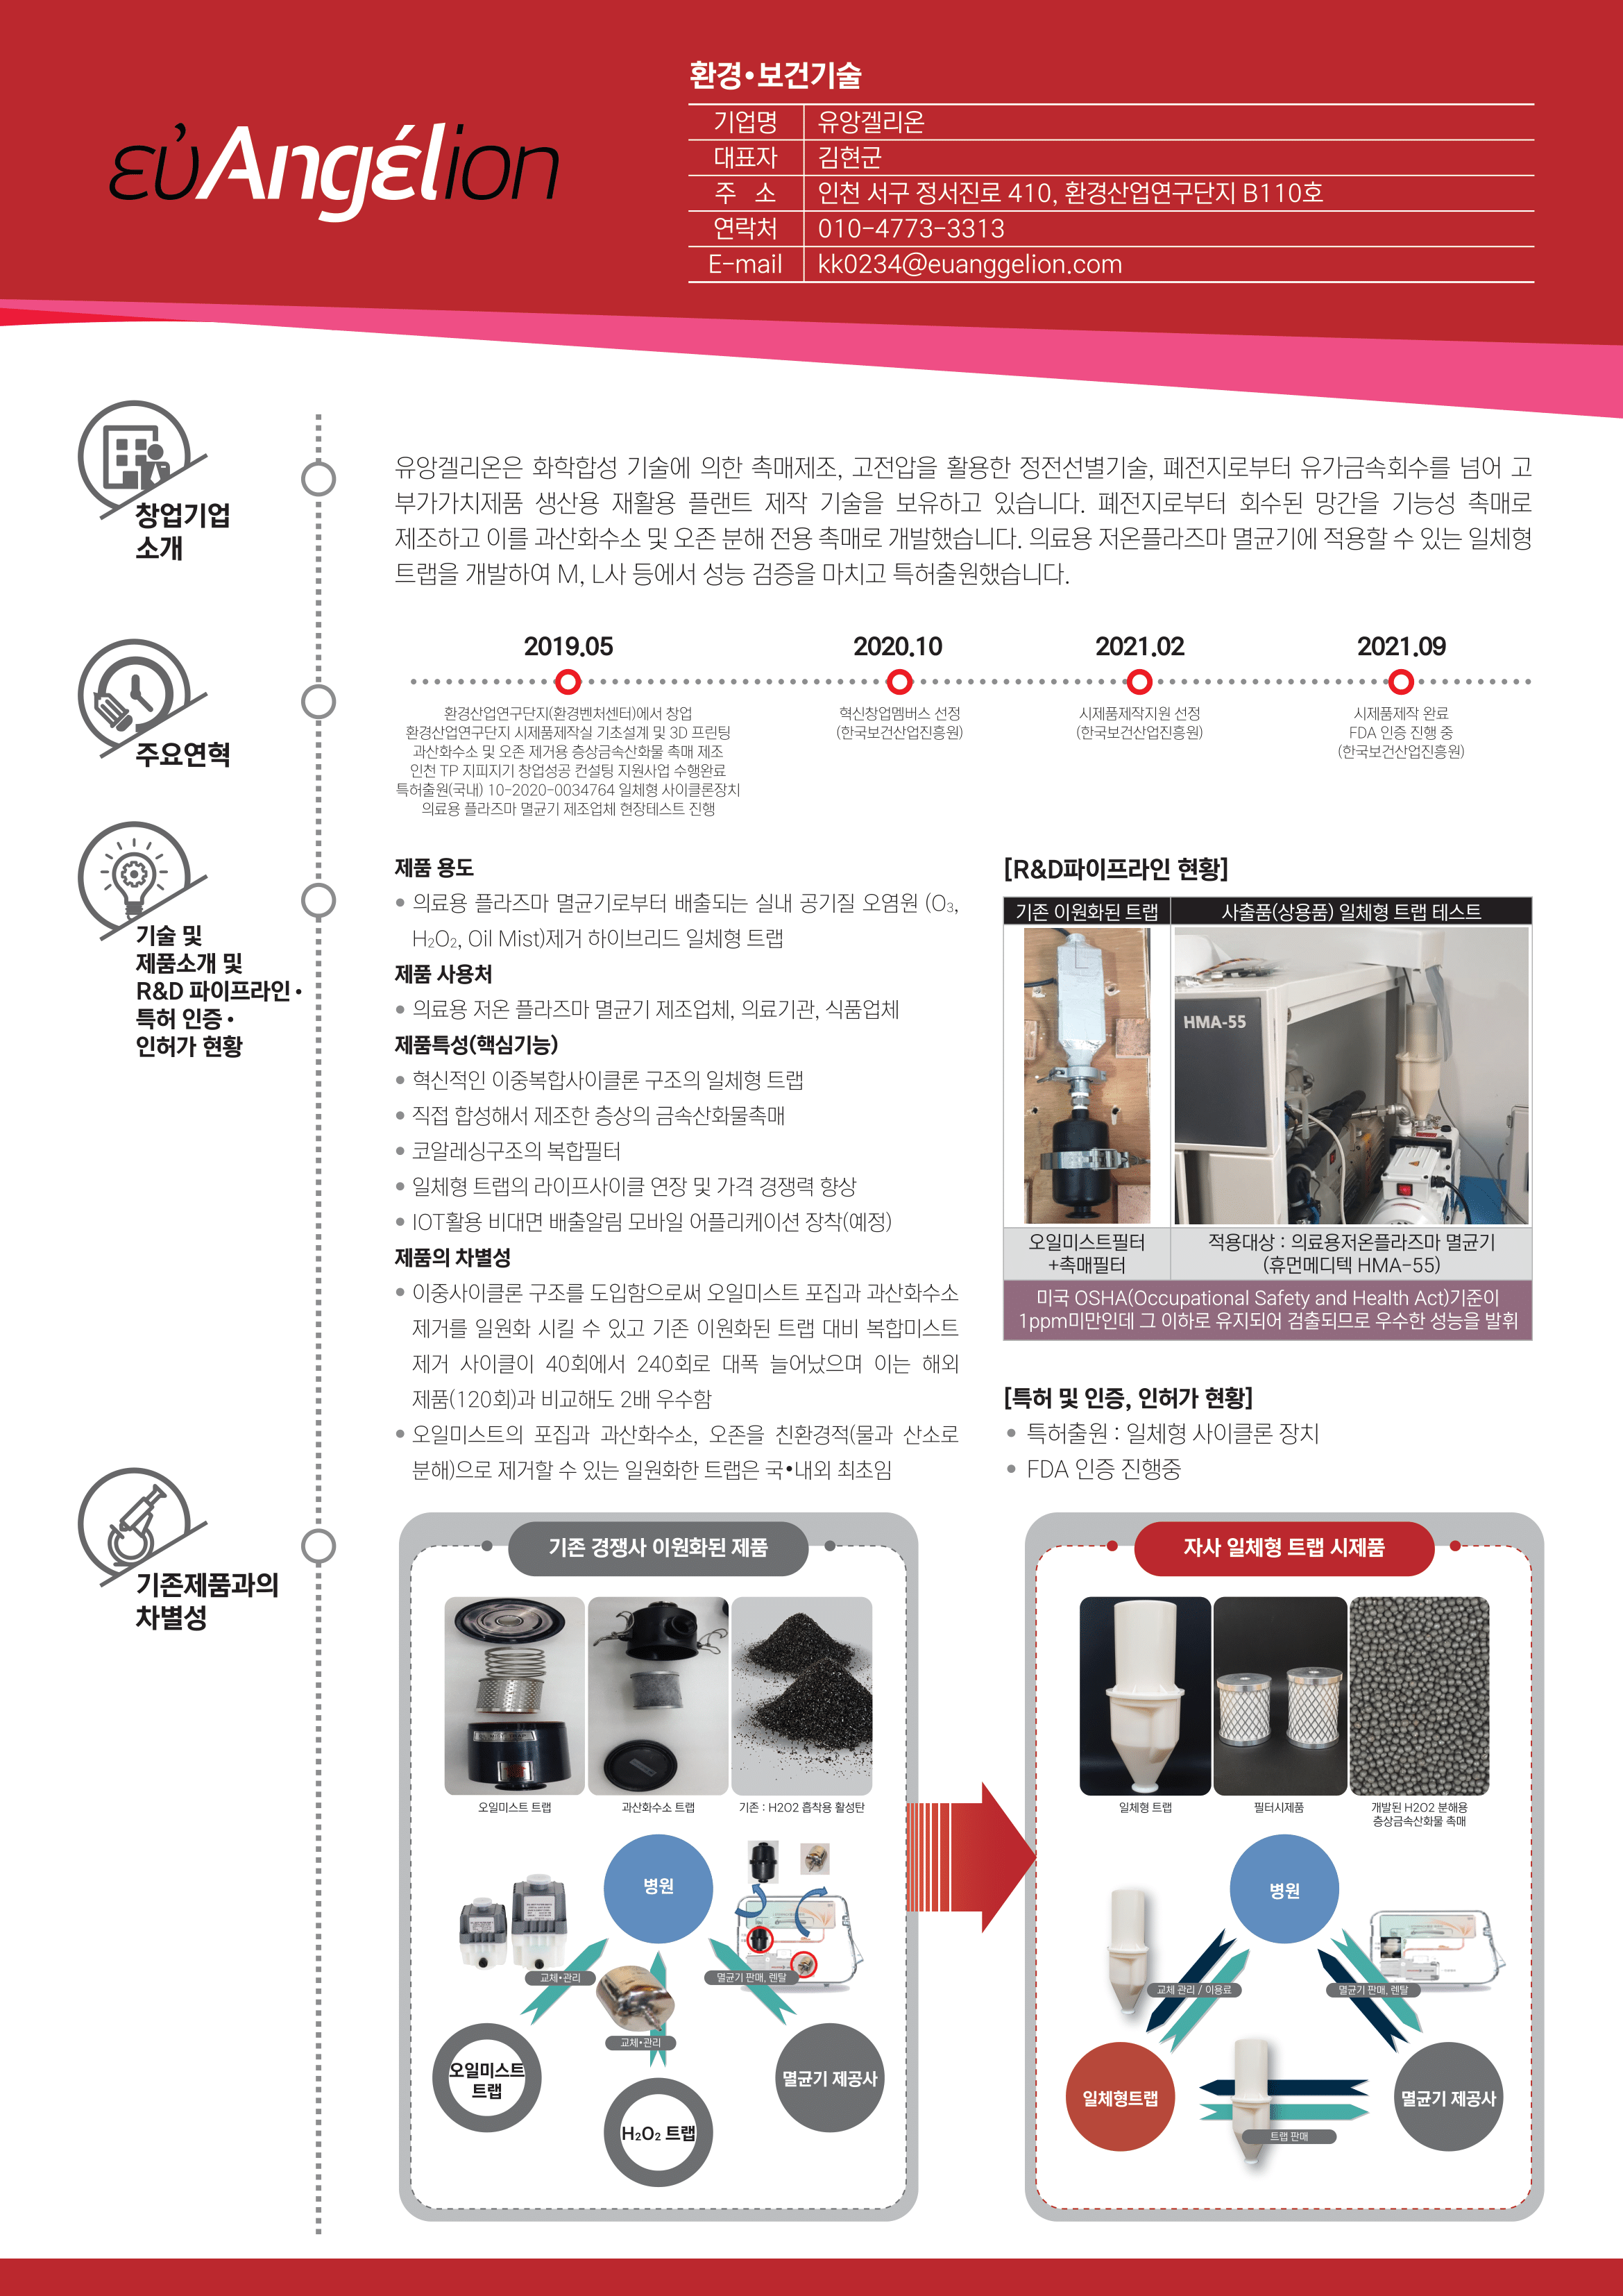 εὐAngélion
환경•보건기술
기업명 유앙겔리온
대표자 김현군
주 소 인천 서구 정서진로 410, 환경산업연구단지 B110호
연락처 010-4773-3313
E-mail kk0234@euanggelion.com
창업기업
소개
유앙겔리온은 화학합성 기술에 의한 촉매제조, 고전압을 활용한 정전선별기술, 폐전지로부터 유가금속회수를 넘어 고
부가가치제품 생산용 재활용 플랜트 제작 기술을 보유하고 있습니다. 폐전지로부터 회수된 망간을 기능성 촉매로
제조하고 이를 과산화수소 및 오존 분해 전용 촉매로 개발했습니다. 의료용 저온플라즈마 멸균기에 적용할 수 있는 일체형
트랩을 개발하여 M, L사 등에서 성능 검증을 마치고 특허출원했습니다.
주요연혁
2019.05
환경산업연구단지(환경벤처센터)에서 창업
환경산업연구단지 시제품제작실 기초설계 및 3D 프린팅
과산화수소 및 오존 제거용 층상금속산화물 촉매 제조
인천 TP 지피지기 창업성공 컨설팅 지원사업 수행완료
특허출원(국내) 10-2020-0034764 일체형 사이클론장치
의료용 플라즈마 멸균기 제조업체 현장테스트 진행
2020.10
혁신창업멤버스 선정
(한국보건산업진흥원)
2021.02
시제품제작지원 선정
(한국보건산업진흥원)
2021.09
시제품제작 완료
FDA 인증 진행 중
(한국보건산업진흥원)
기술 및
제품소개 및
R&D 파이프라인•
특허 인증•
인허가 현황
제품 용도
• 의료용 플라즈마 멸균기로부터 배출되는 실내 공기질 오염원 (O₃,
H₂O₂, Oil Mist)제거 하이브리드 일체형 트랩
제품 사용처
• 의료용 저온 플라즈마 멸균기 제조업체, 의료기관, 식품업체
제품특성(핵심기능)
• 혁신적인 이중복합사이클론 구조의 일체형 트랩
• 직접 합성해서 제조한 층상의 금속산화물촉매
• 코알레싱구조의 복합필터
• 일체형 트랩의 라이프사이클 연장 및 가격 경쟁력 향상
• IOT활용 비대면 배출알림 모바일 어플리케이션 장착(예정)
제품의 차별성
• 이중사이클론 구조를 도입함으로써 오일미스트 포집과 과산화수소
제거를 일원화 시킬 수 있고 기존 이원화된 트랩 대비 복합미스트
제거 사이클이 40회에서 240회로 대폭 늘어났으며 이는 해외
제품(120회)과 비교해도 2배 우수함
• 오일미스트의 포집과 과산화수소, 오존을 친환경적(물과 산소로
분해)으로 제거할 수 있는 일원화한 트랩은 국•내외 최초임
[R&D파이프라인 현황]
기존 이원화된 트랩 사출품(상용품) 일체형 트랩 테스트
HMA-55
오일미스트필터
+촉매필터
적용대상 : 의료용저온플라즈마 멸균기
(휴먼메디텍 HMA-55)
미국 OSHA(Occupational Safety and Health Act)기준이
1ppm미만인데 그 이하로 유지되어 검출되므로 우수한 성능을 발휘
[특허 및 인증, 인허가 현황]
• 특허출원 : 일체형 사이클론 장치
• FDA 인증 진행중
기존제품과의
차별성
기존 경쟁사 이원화된 제품
오일미스트 트랩
과산화수소 트랩
기존 : H2O2 흡착용 활성탄
병원
교체•관리
멸균기 판매, 렌탈
교체•관리
오일미스트
트랩
H₂O₂ 트랩
멸균기 제공사
자사 일체형 트랩 시제품
일체형 트랩
필터시제품
개발된 H2O2 분해용
층상금속산화물 촉매
병원
교체 관리 / 이용료
멸균기 판매, 렌탈
일체형트랩
멸균기 제공사
트랩 판매